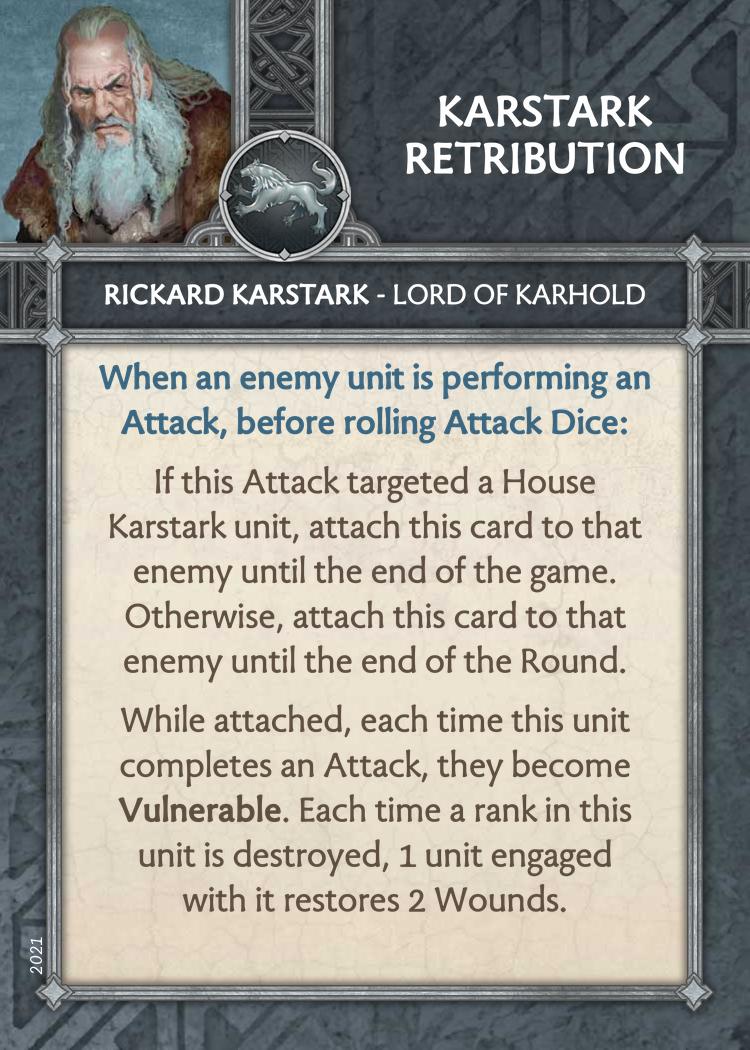 KARSTARK
RETRIBUTION
RICKARD KARSTARK - LORD OF KARHOLD
When an enemy unit is performing an
Attack, before rolling Attack Dice:
If this Attack targeted a House
Karstark unit, attach this card to that
enemy until the end of the game.
Otherwise, attach this card to that
enemy until the end of the Round.
While attached, each time this unit
completes an Attack, they become
Vulnerable. Each time a rank in this
unit is destroyed, 1 unit engaged
with it restores 2 Wounds.
2021